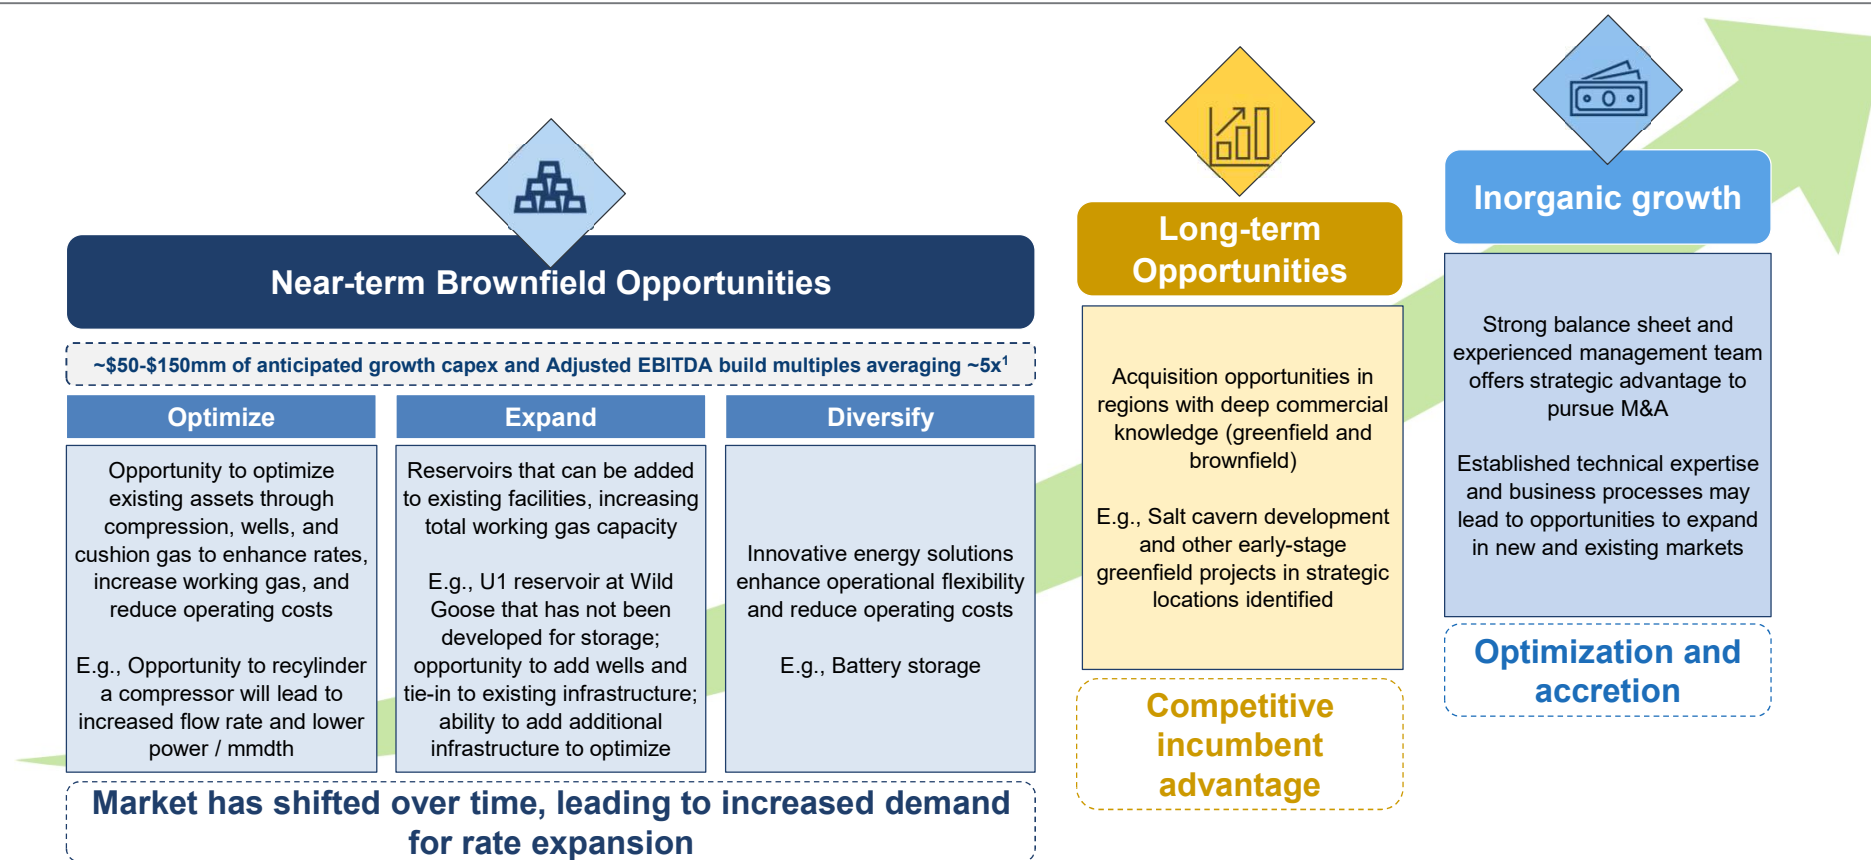 Near-term Brownfield Opportunities
~$50-$150mm of anticipated growth capex and Adjusted EBITDA build multiples averaging ~5x¹
Optimize
Opportunity to optimize
existing assets through
compression, wells, and
cushion gas to enhance rates,
increase working gas, and
reduce operating costs
E.g., Opportunity to recylinder
a compressor will lead to
increased flow rate and lower
power / mmdth
Expand
Reservoirs that can be added
to existing facilities, increasing
total working gas capacity
E.g., U1 reservoir at Wild
Goose that has not been
developed for storage;
opportunity to add wells and
tie-in to existing infrastructure;
ability to add additional
infrastructure to optimize
Diversify
Innovative energy solutions
enhance operational flexibility
and reduce operating costs
E.g., Battery storage
Market has shifted over time, leading to increased demand
for rate expansion
Long-term
Opportunities
Acquisition opportunities in
regions with deep commercial
knowledge (greenfield and
brownfield)
E.g., Salt cavern development
and other early-stage
greenfield projects in strategic
locations identified
Competitive
incumbent
advantage
Inorganic growth
Strong balance sheet and
experienced management team
offers strategic advantage to
pursue M&A
Established technical expertise
and business processes may
lead to opportunities to expand
in new and existing markets
Optimization and
accretion